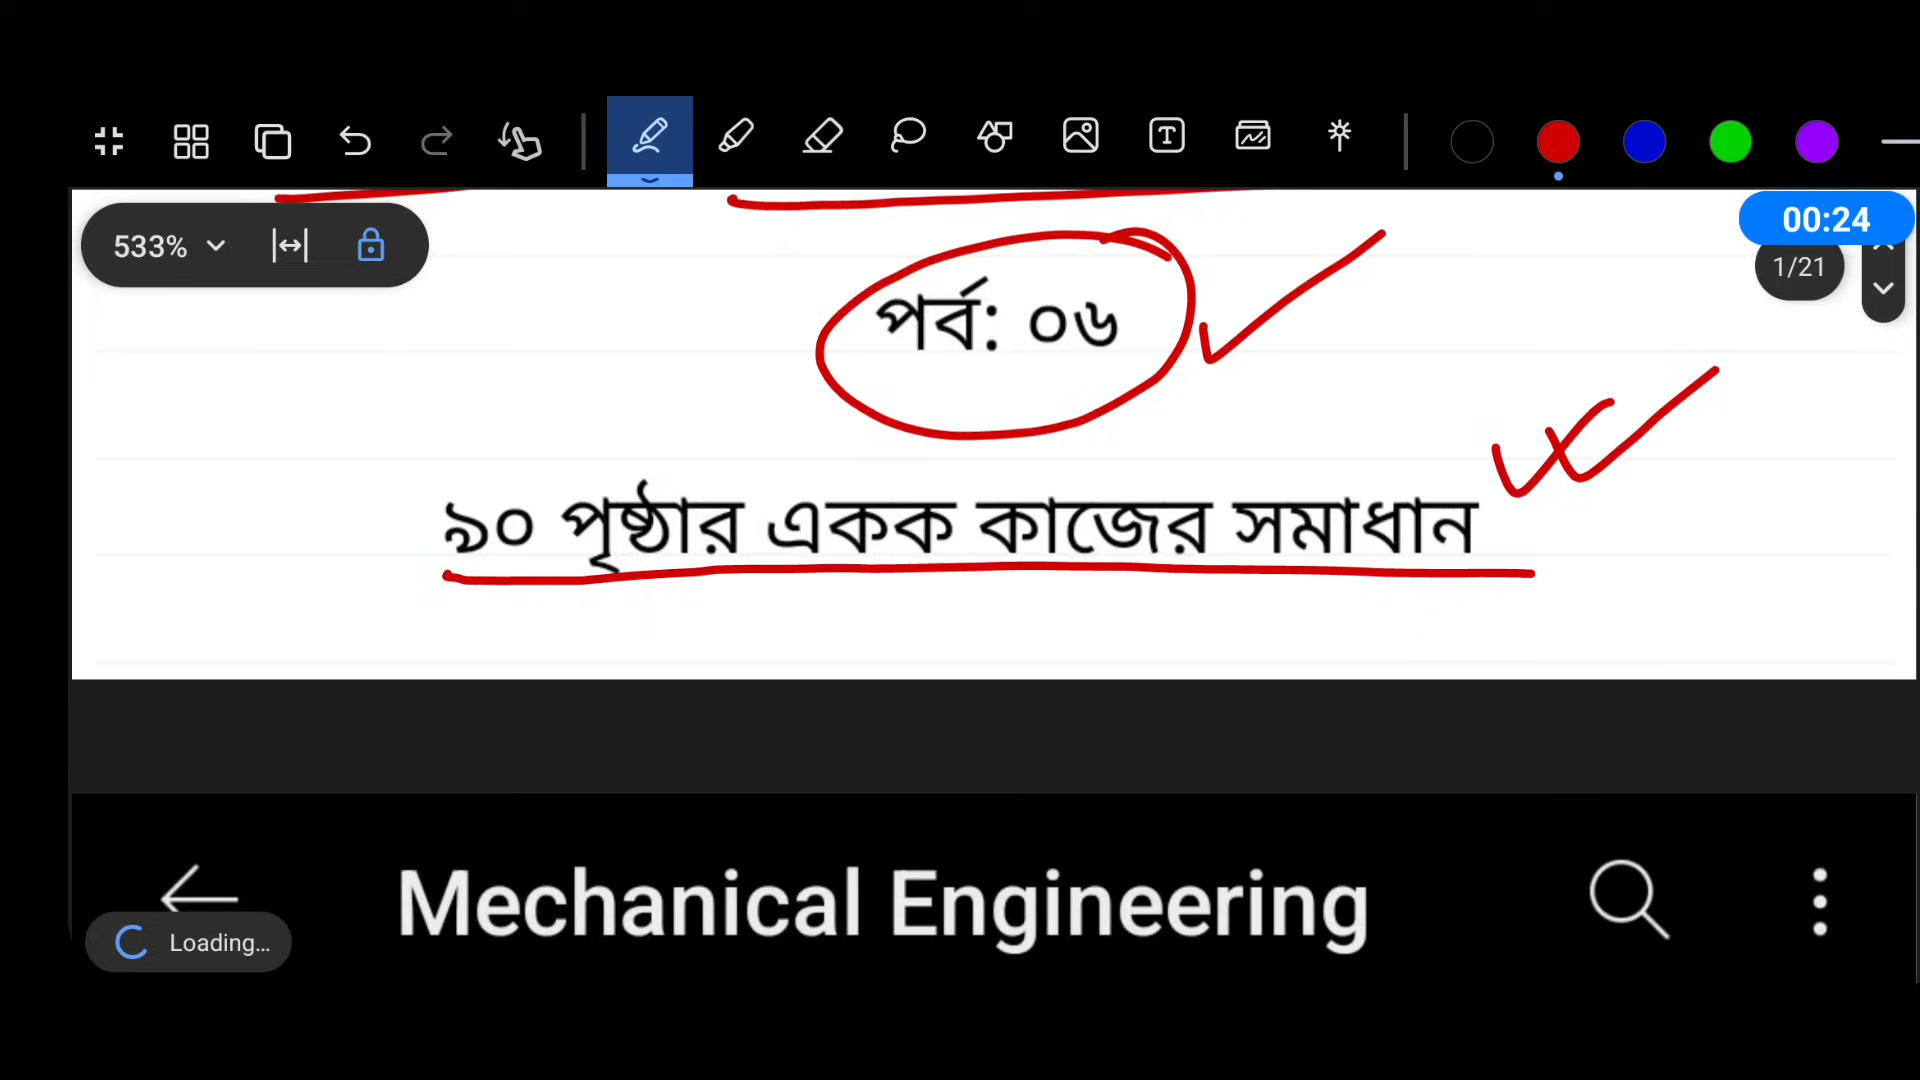 533%
00:24
1/21
পর্ব: ০৬
৯০ পৃষ্ঠার একক কাজের সমাধান
Mechanical Engineering
Loading...